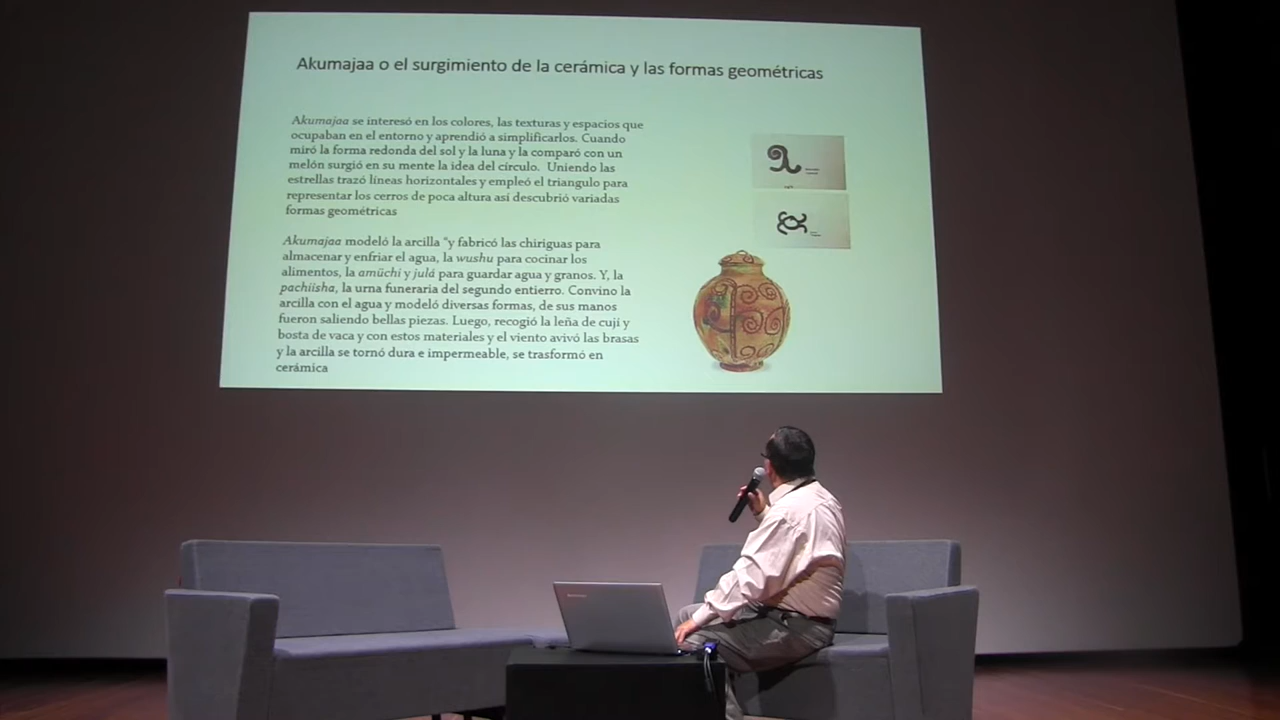 Akumajaa o el surgimiento de la cerámica y las formas geométricas
Akumajaa se interesó en los colores, las texturas y espacios que
ocupaban en el entorno y aprendió a simplificarlos. Cuando
miró la forma redonda del sol y la luna y la comparó con un
melón surgió en su mente la idea del círculo. Uniendo las
estrellas trazó líneas horizontales y empleó el triangulo para
representar los cerros de poca altura así descubrió variadas
formas geométricas
Akumajaa modeló la arcilla “y fabricó las chiriguas para
almacenar y enfriar el agua, la wushu para cocinar los
alimentos, la amüchi y julá para guardar agua y granos. Y, la
pachiisha, la urna funeraria del segundo entierro. Convino la
arcilla con el agua y modeló diversas formas, de sus manos
fueron saliendo bellas piezas. Luego, recogió la leña de cují y
bosta de vaca y con estos materiales y el viento avivó las brasas
y la arcilla se tornó dura e impermeable, se trasformó en
cerámica